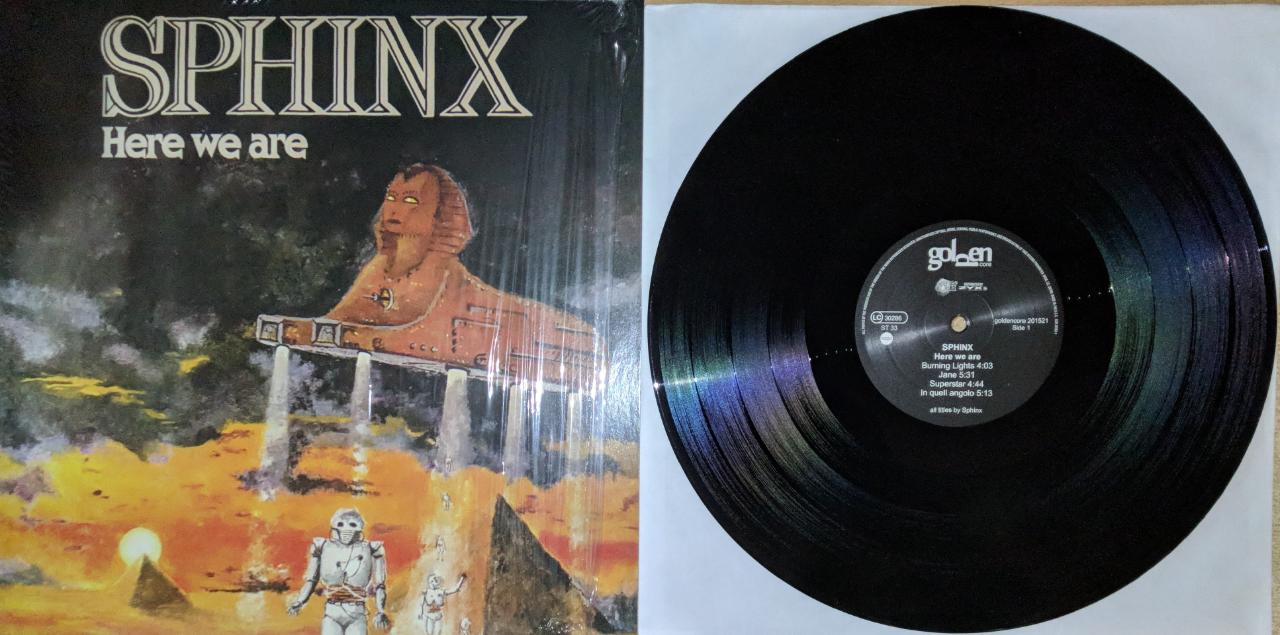 SPHINX
Here we are
golden
core
ZYX
LC 30286
ST 33
goldencore 201521
Side 1
SPHINX
Here we are
Burning Lights 4:03
Jane 5:31
Superstar 4:44
In quell angolo 5:13
all titles by Sphinx